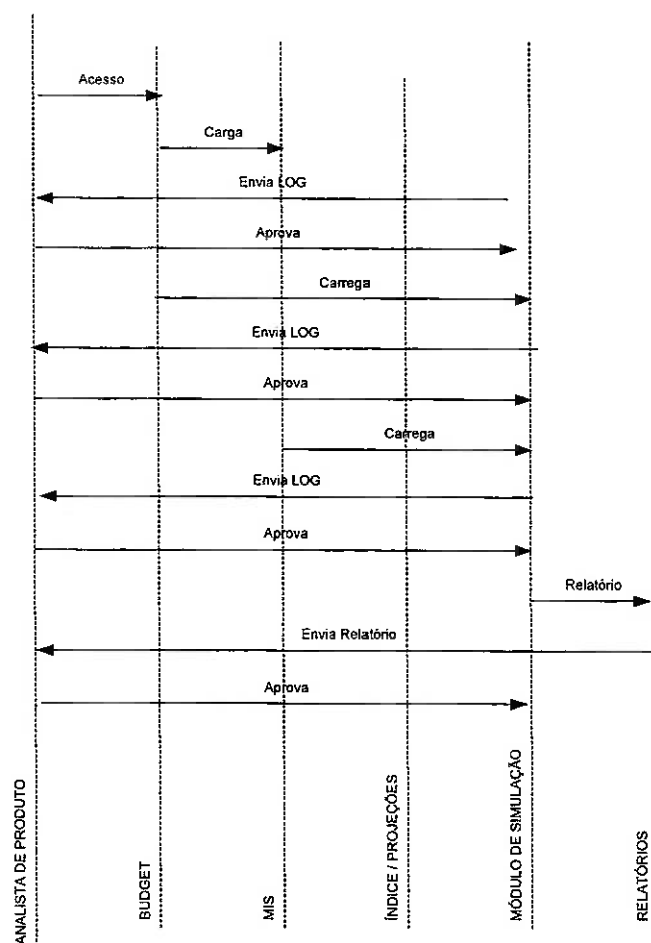 Acesso
Carga
Envia LOG
Aprova
Carrega
Envia LOG
Aprova
Carrega
Envia LOG
Aprova
Relatório
Envia Relatório
Aprova
ANALISTA DE PRODUTO
BUDGET
MIS
ÍNDICE / PROJEÇÕES
MÓDULO DE SIMULAÇÃO
RELATÓRIOS